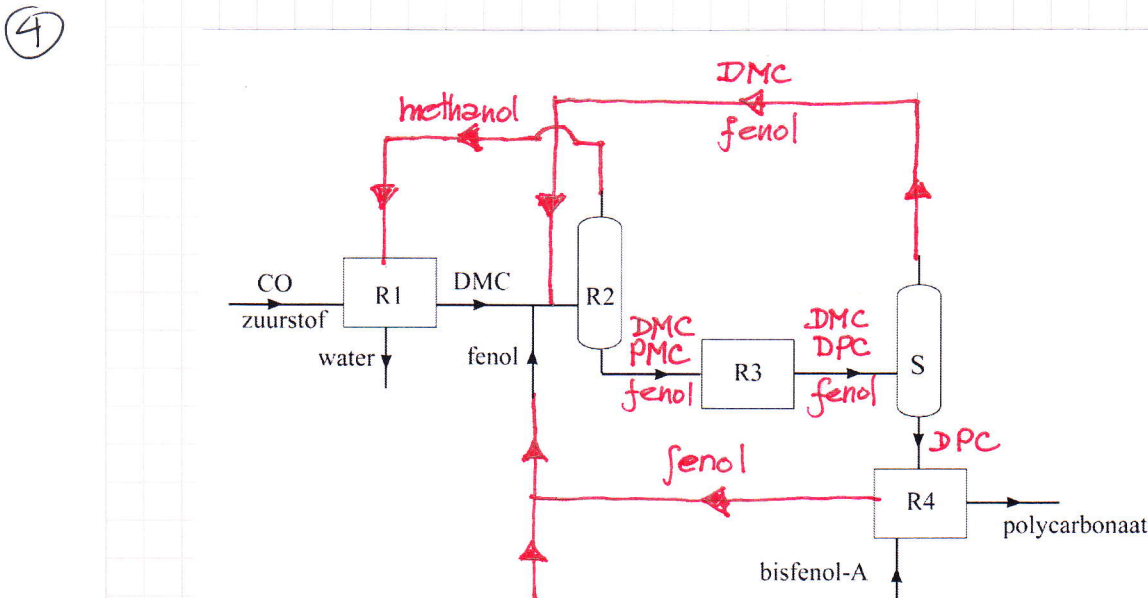 4
DMC
methanol
fenol
CO
R1
DMC
R2
zuurstof
DMC
DMC
water
fenol
PMC
R3
DPC
S
fenol
fenol
DPC
fenol
R4
polycarbonaat
bisfenol-A